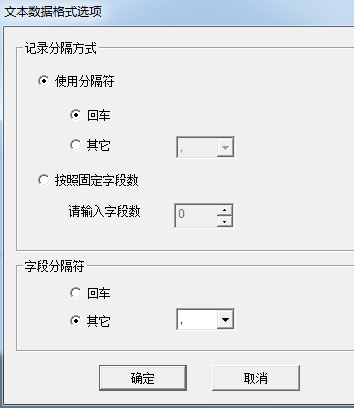 文本数据格式选项
记录分隔方式
使用分隔符
回车
其它 ,
按照固定字段数
请输入字段数 0
字段分隔符
回车
其它 ,
确定 取消